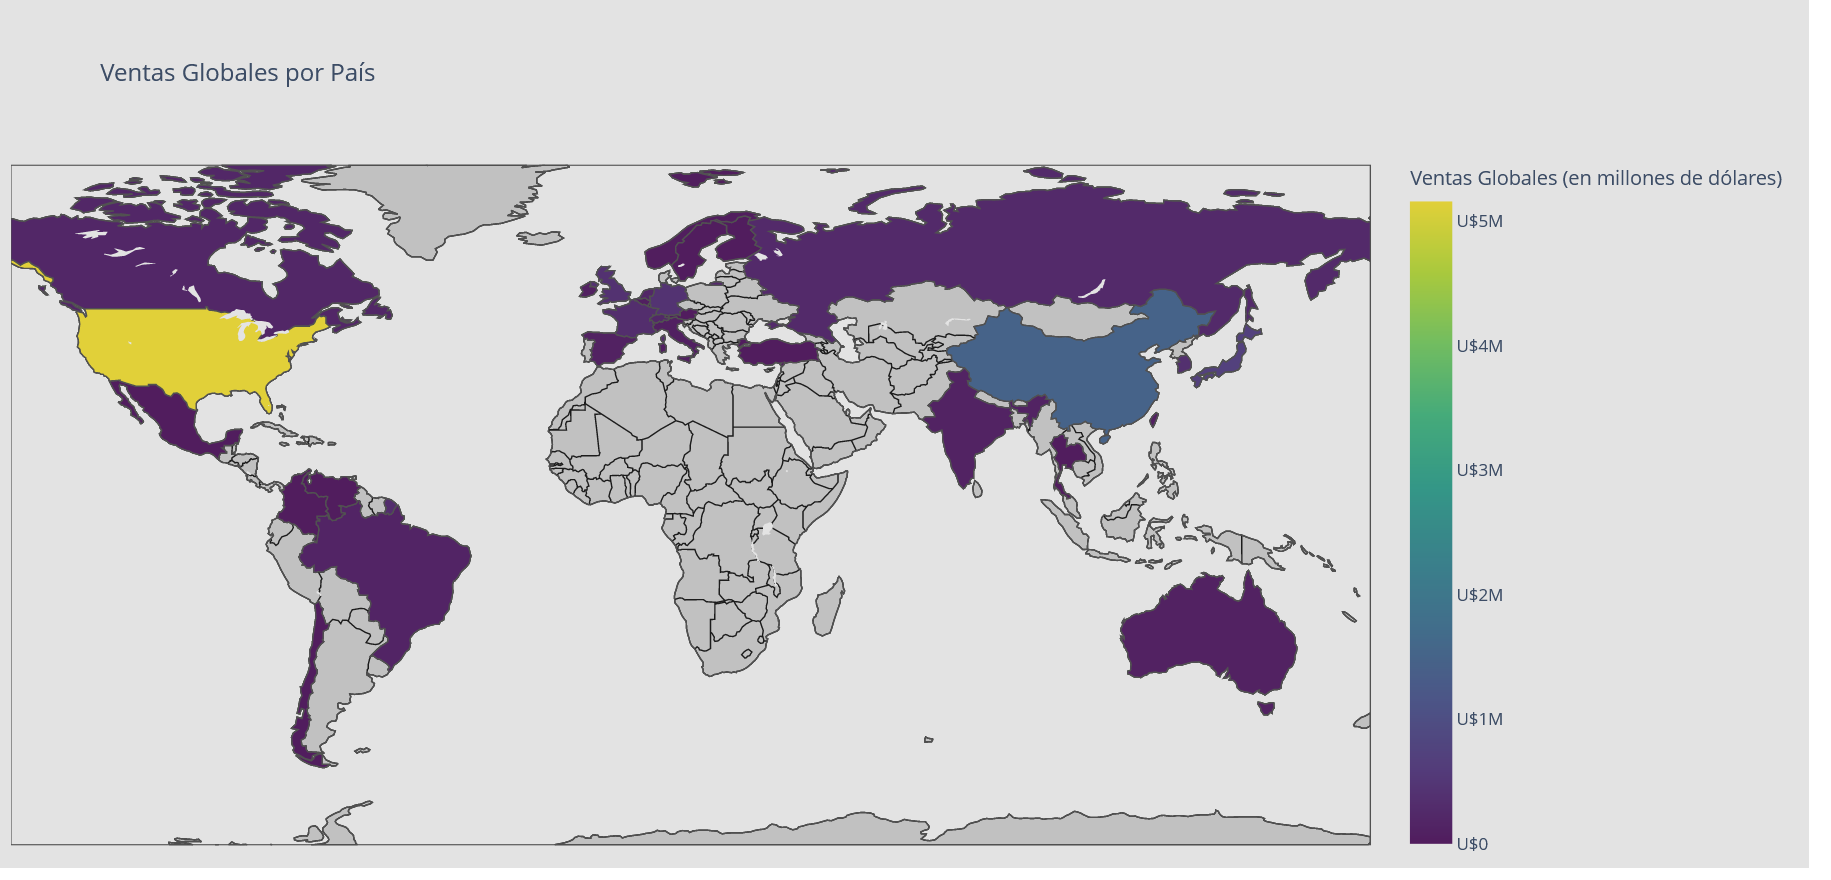 Ventas Globales por País
Ventas Globales (en millones de dólares)
U$5M
U$4M
U$3M
U$2M
U$1M
U$0